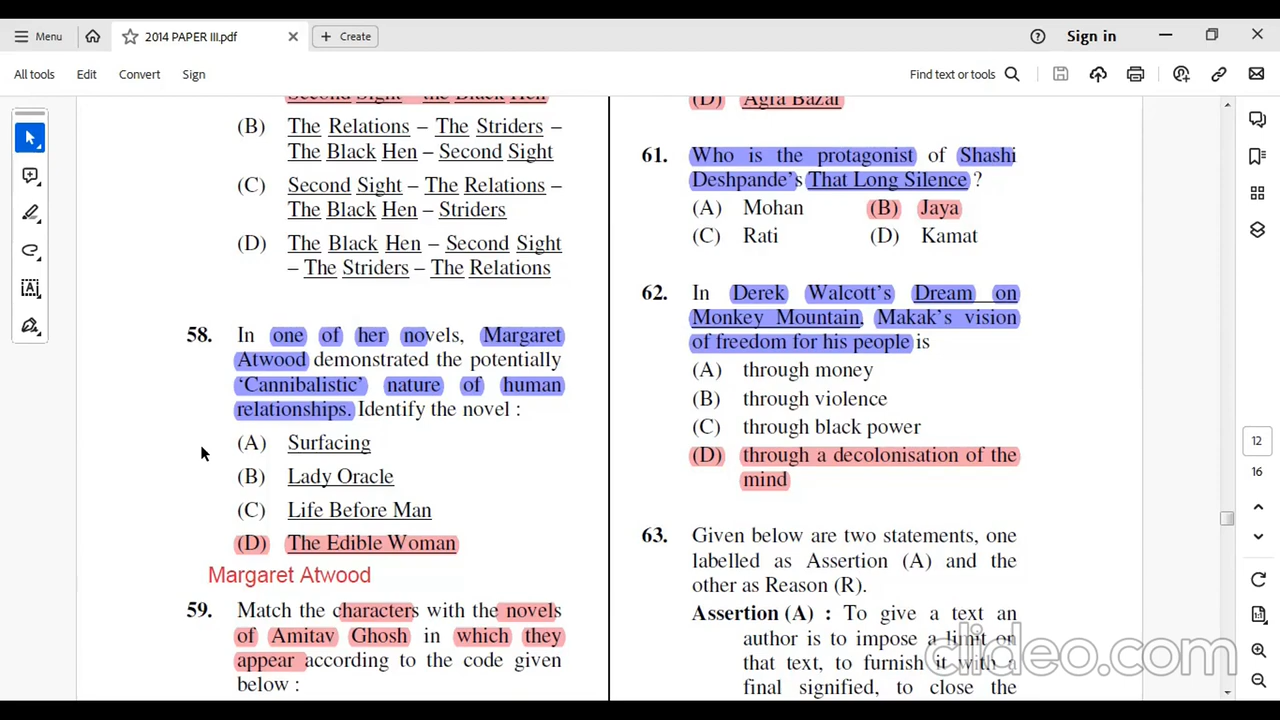 Menu
2014 PAPER III.pdf
Create
Sign in
All tools
Edit
Convert
Sign
Find text or tools
Second Sight – the Black Hen
(B) The Relations – The Striders –
The Black Hen – Second Sight
(C) Second Sight – The Relations –
The Black Hen – Striders
(D) The Black Hen – Second Sight
– The Striders – The Relations
58. In one of her novels, Margaret
Atwood demonstrated the potentially
‘Cannibalistic’ nature of human
relationships. Identify the novel :
(A) Surfacing
(B) Lady Oracle
(C) Life Before Man
(D) The Edible Woman
Margaret Atwood
59. Match the characters with the novels
of Amitav Ghosh in which they
appear according to the code given
below :
(D) Agra Bazar
61. Who is the protagonist of Shashi
Deshpande’s That Long Silence ?
(A) Mohan (B) Jaya
(C) Rati (D) Kamat
62. In Derek Walcott’s Dream on
Monkey Mountain, Makak’s vision
of freedom for his people is
(A) through money
(B) through violence
(C) through black power
(D) through a decolonisation of the
mind
63. Given below are two statements, one
labelled as Assertion (A) and the
other as Reason (R).
Assertion (A) : To give a text an
author is to impose a limit on
that text, to furnish it with a
final signified, to close the
12
16
1:1
clideo.com